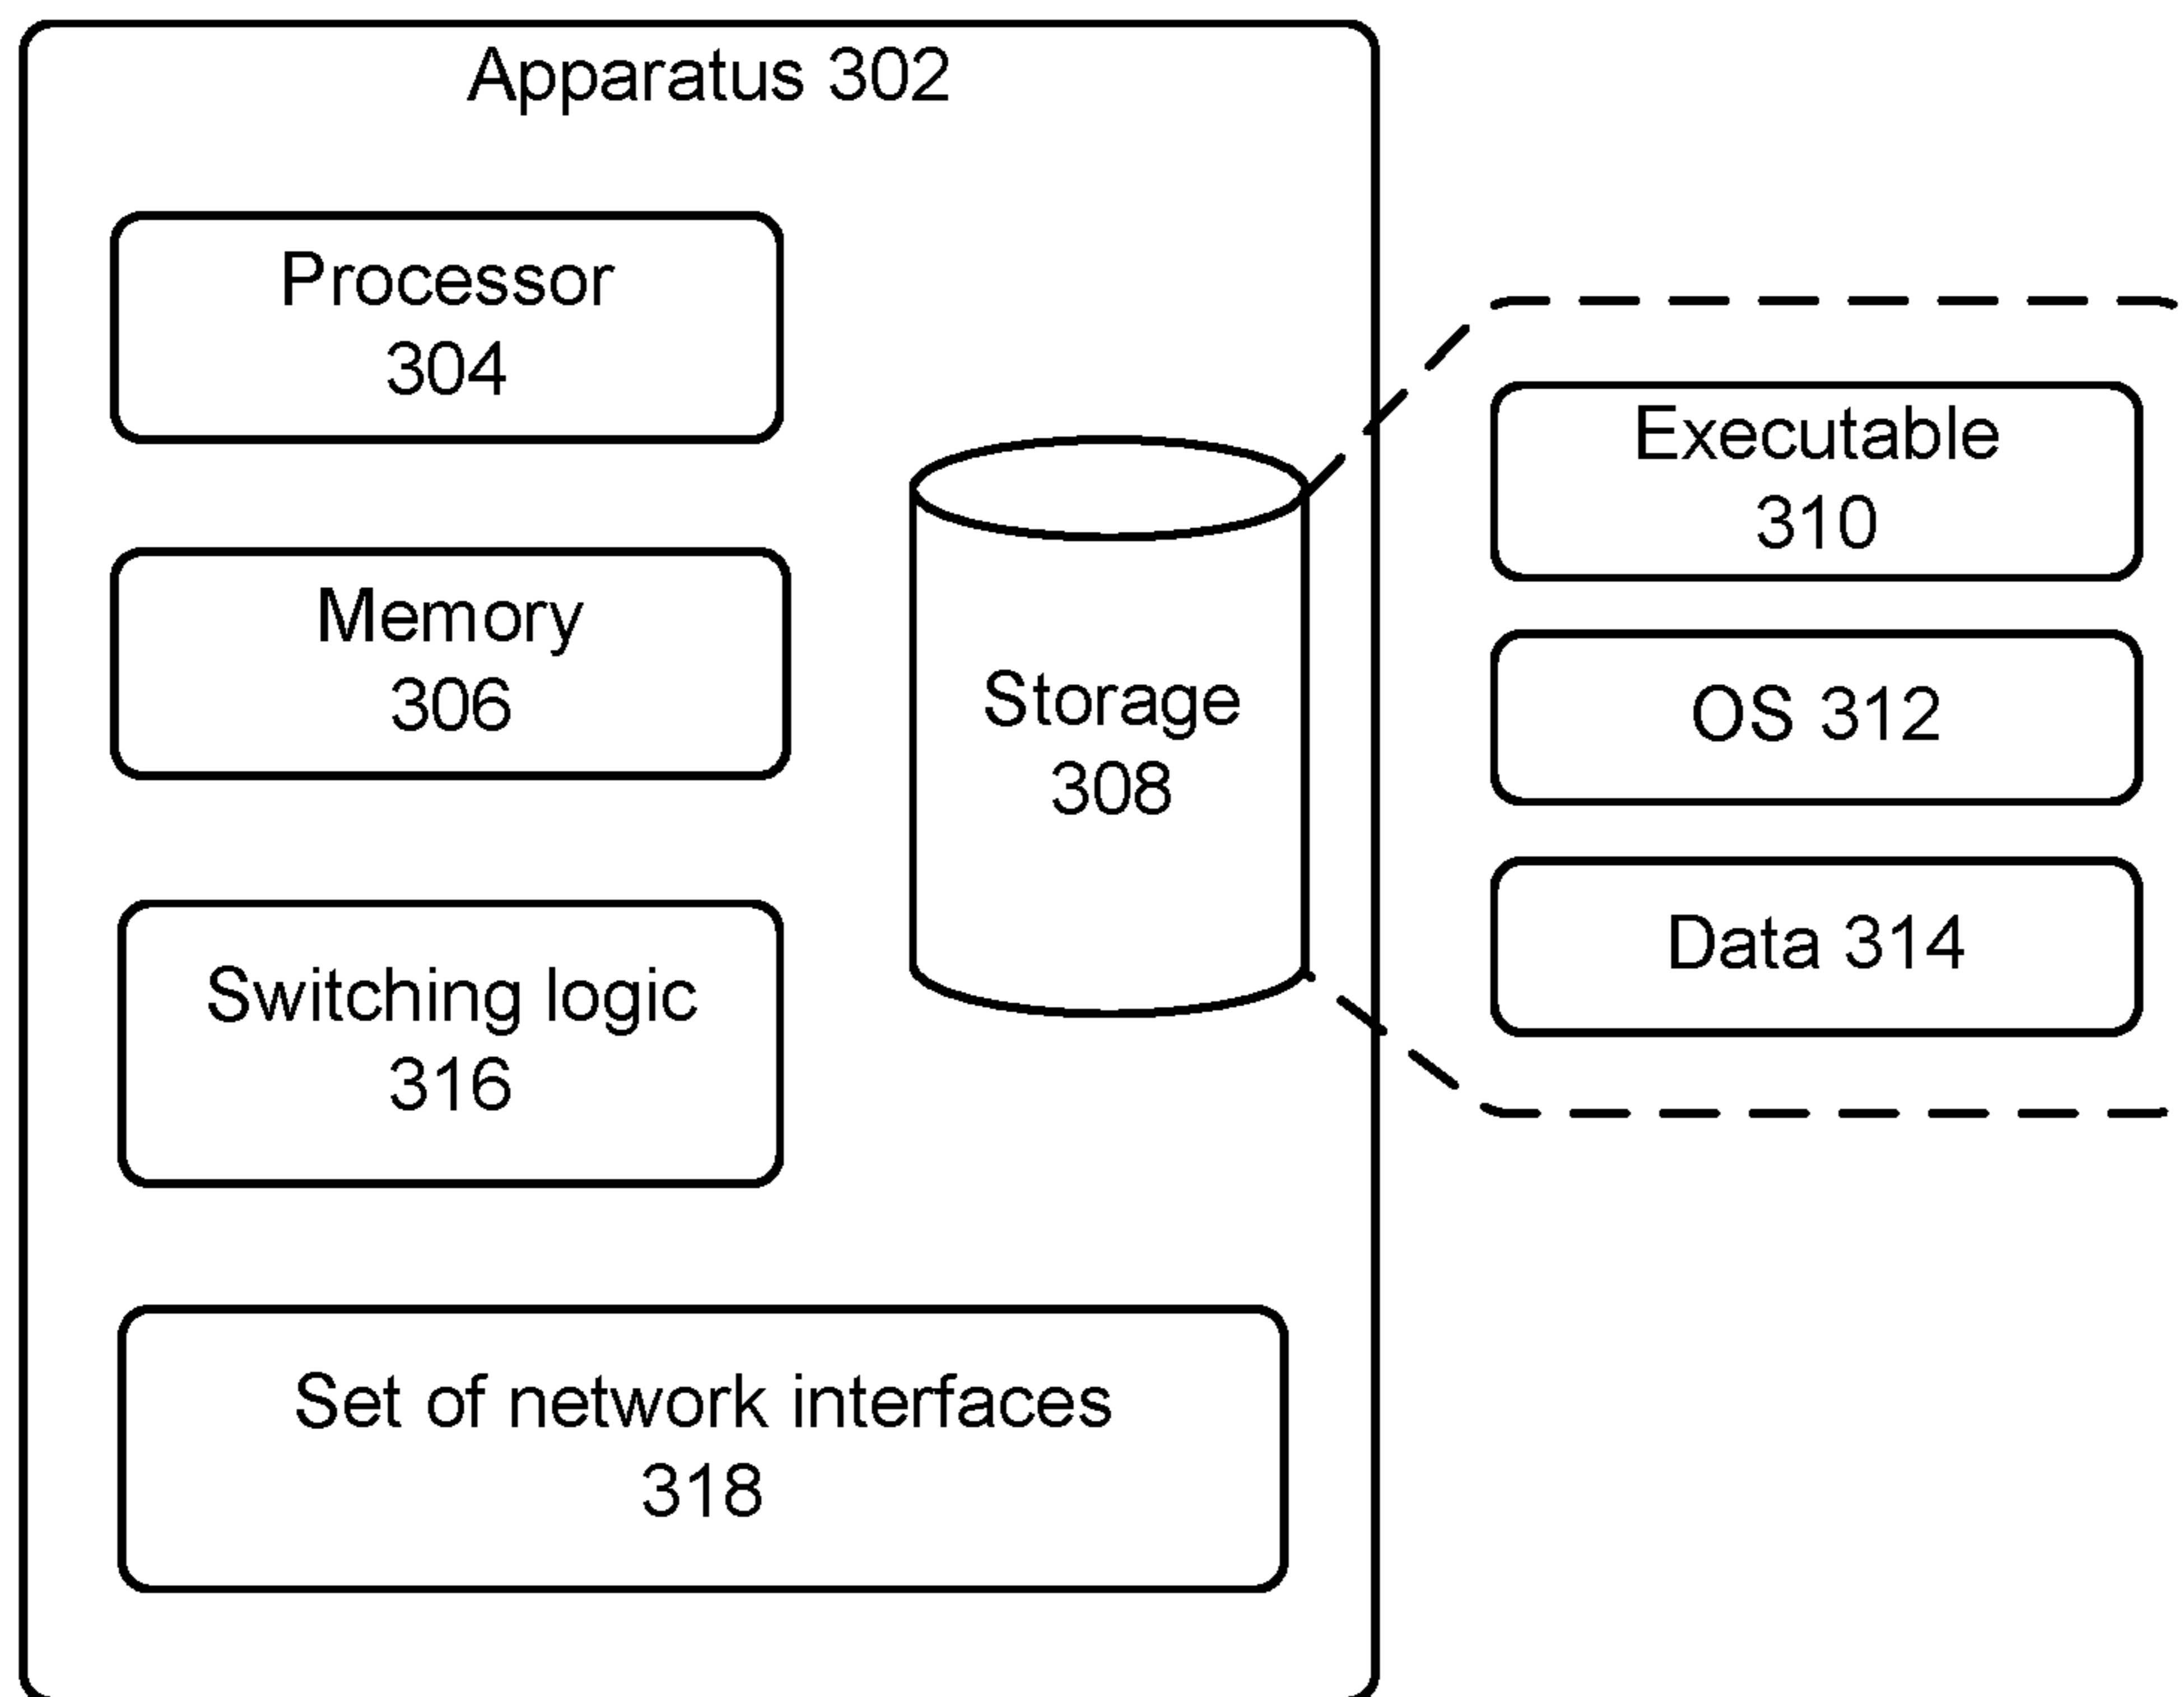 Apparatus 302
Processor
304
Memory
306
Switching logic
316
Set of network interfaces
318
Storage
308
Executable
310
OS 312
Data 314